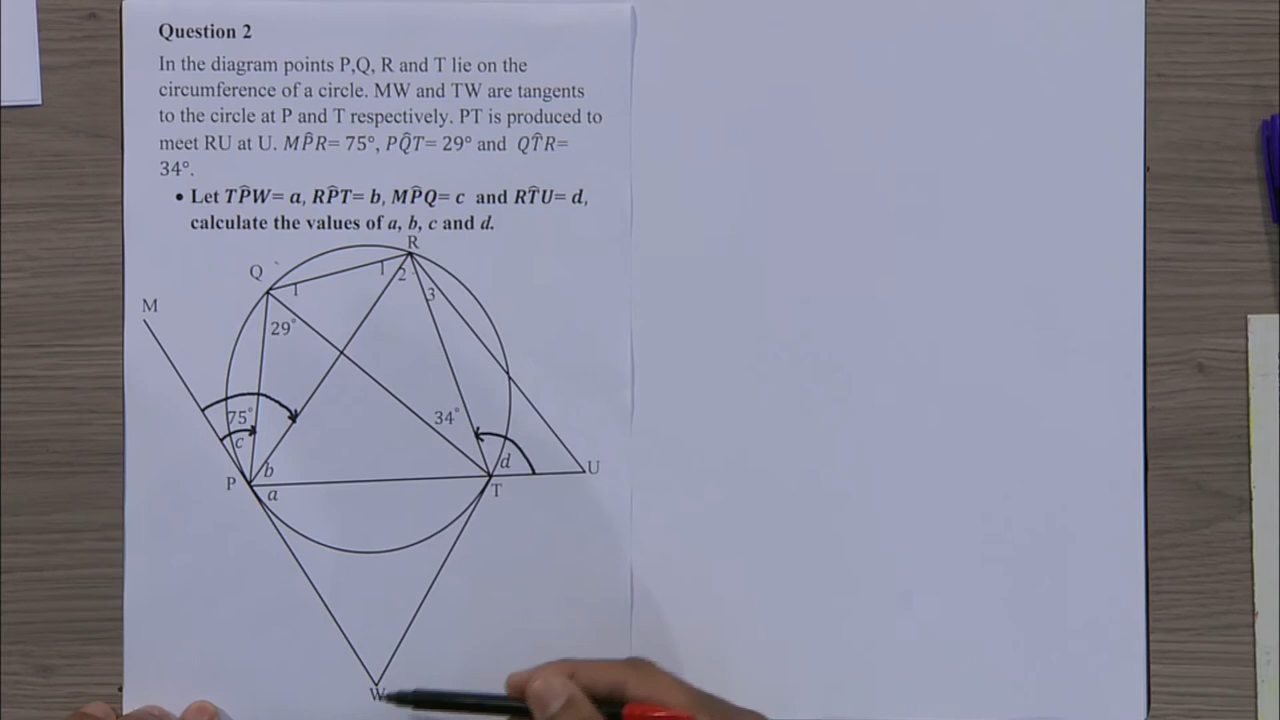 Question 2
In the diagram points P,Q, R and T lie on the
circumference of a circle. MW and TW are tangents
to the circle at P and T respectively. PT is produced to
meet RU at U. MP̂R= 75°, PQ̂T= 29° and QT̂R=
34°.
• Let TP̂W= a, RP̂T= b, MP̂Q= c and RT̂U= d,
calculate the values of a, b, c and d.
R
Q
1
2
1
3
M
29°
75°
34°
c
b
d
U
P
a
T
W